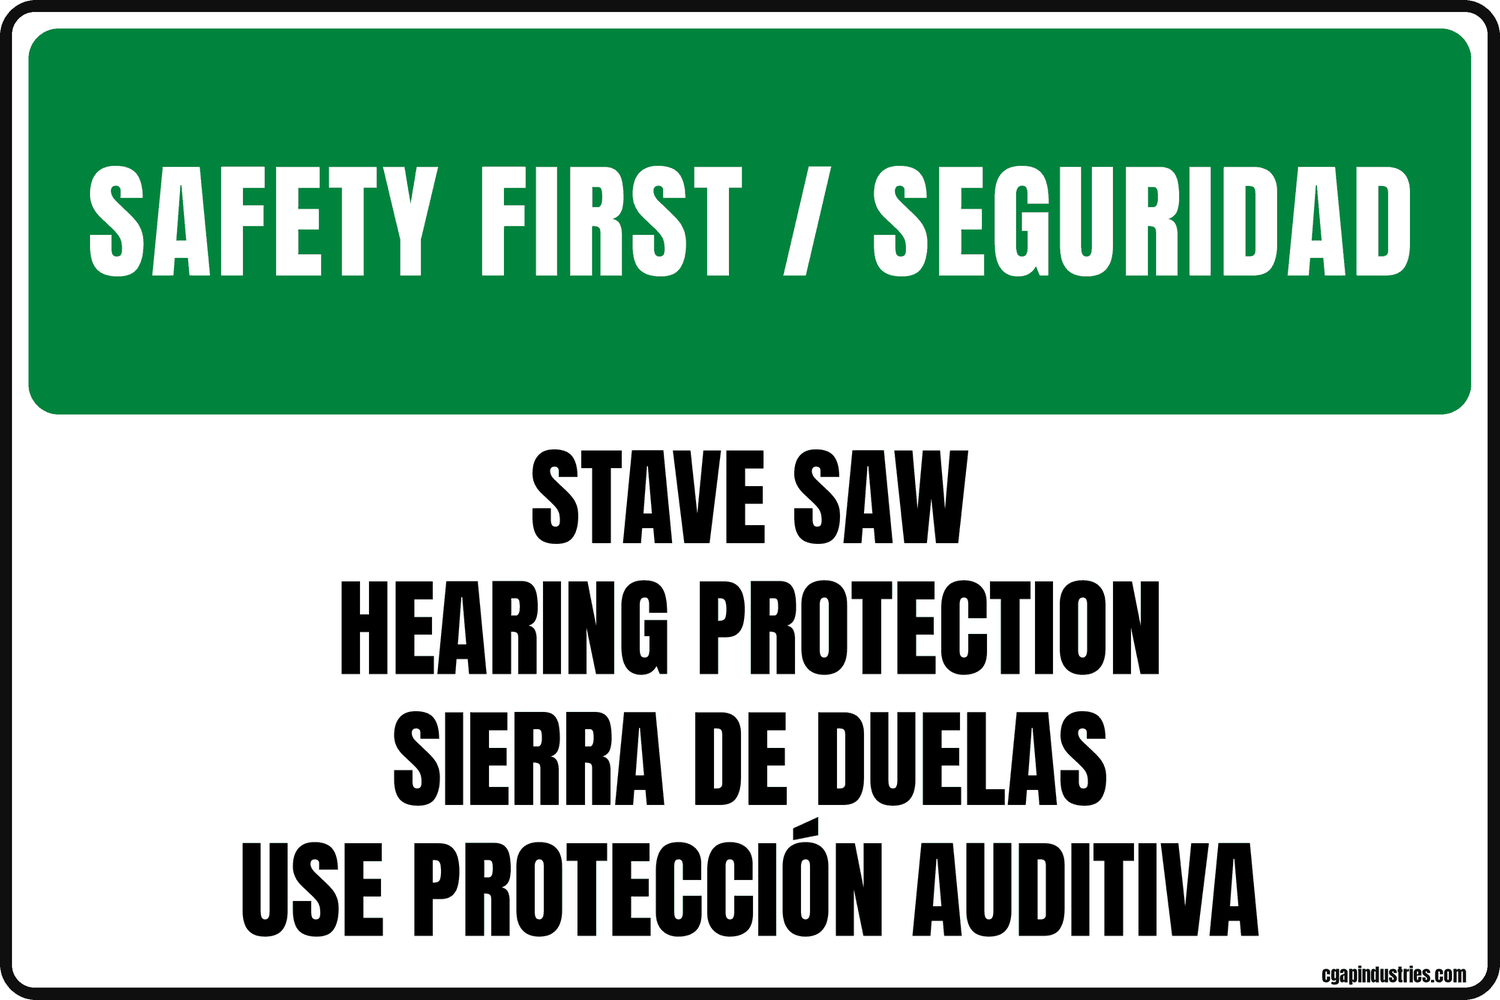 SAFETY FIRST / SEGURIDAD
STAVE SAW
HEARING PROTECTION
SIERRA DE DUELAS
USE PROTECCIÓN AUDITIVA
cgapindustries.com